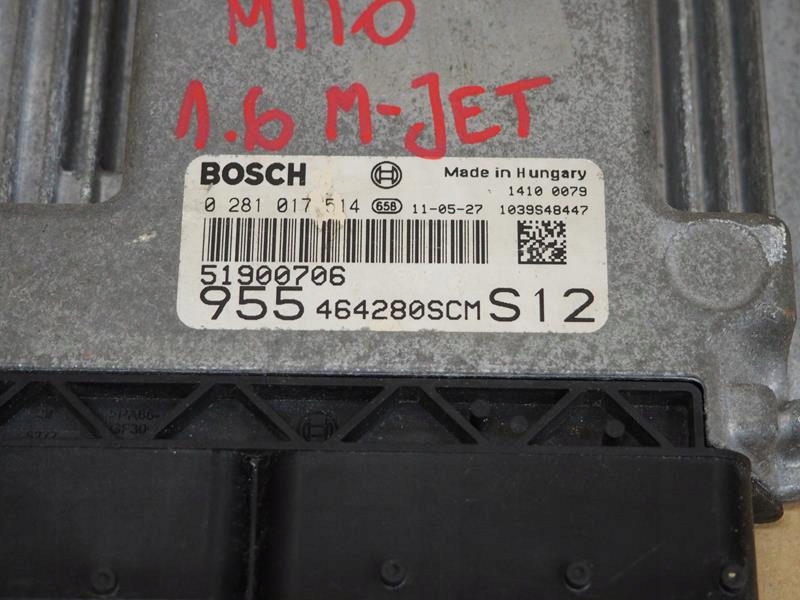 MITO
1.6 M-JET
BOSCH Made in Hungary
1410 0079
0 281 017 514 65B 11-05-27 1039S48447
51900706
955 464280SCM S12